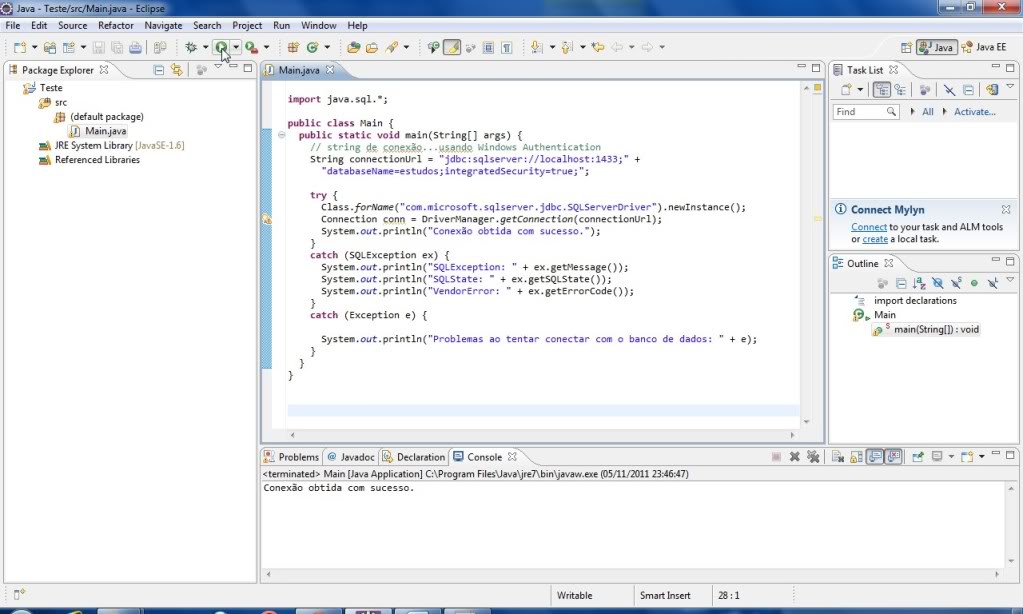 Java - Teste/src/Main.java - Eclipse
File Edit Source Refactor Navigate Search Project Run Window Help
Java Java EE
Package Explorer
Teste
src
(default package)
Main.java
JRE System Library [JavaSE-1.6]
Referenced Libraries
Main.java
import java.sql.*;
public class Main {
public static void main(String[] args) {
// string de conexão...usando Windows Authentication
String connectionUrl = "jdbc:sqlserver://localhost:1433;" +
"databaseName=estudos;integratedSecurity=true;";
try {
Class.forName("com.microsoft.sqlserver.jdbc.SQLServerDriver").newInstance();
Connection conn = DriverManager.getConnection(connectionUrl);
System.out.println("Conexão obtida com sucesso.");
}
catch (SQLException ex) {
System.out.println("SQLException: " + ex.getMessage());
System.out.println("SQLState: " + ex.getSQLState());
System.out.println("VendorError: " + ex.getErrorCode());
}
catch (Exception e) {
System.out.println("Problemas ao tentar conectar com o banco de dados: " + e);
}
}
}
Task List
Find All Activate...
Connect Mylyn
Connect to your task and ALM tools
or create a local task.
Outline
import declarations
Main
main(String[]) : void
Problems Javadoc Declaration Console
<terminated> Main [Java Application] C:\Program Files\Java\jre7\bin\javaw.exe (05/11/2011 23:46:47)
Conexão obtida com sucesso.
Writable Smart Insert 28 : 1